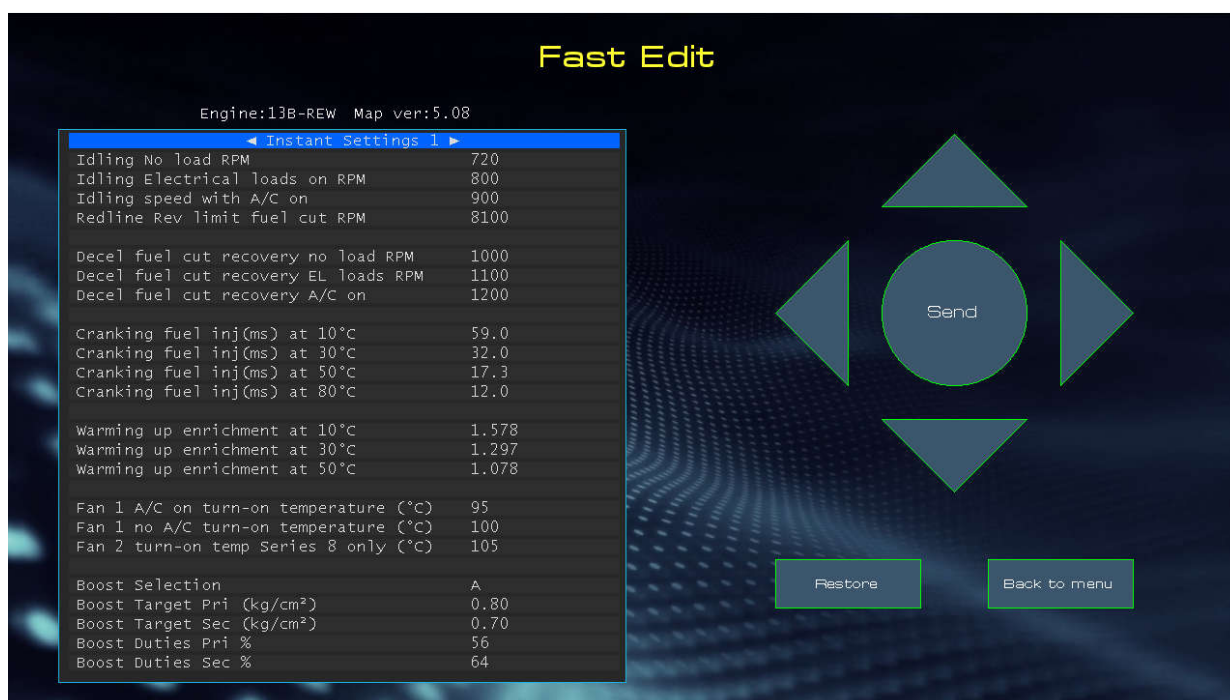 Fast Edit
Engine:13B-REW Map ver:5.08
◄ Instant Settings 1 ►
Idling No load RPM 720
Idling Electrical loads on RPM 800
Idling speed with A/C on 900
Redline Rev limit fuel cut RPM 8100
Decel fuel cut recovery no load RPM 1000
Decel fuel cut recovery EL loads RPM 1100
Decel fuel cut recovery A/C on 1200
Cranking fuel inj(ms) at 10°C 59.0
Cranking fuel inj(ms) at 30°C 32.0
Cranking fuel inj(ms) at 50°C 17.3
Cranking fuel inj(ms) at 80°C 12.0
Warming up enrichment at 10°C 1.578
Warming up enrichment at 30°C 1.297
Warming up enrichment at 50°C 1.078
Fan 1 A/C on turn-on temperature (°C) 95
Fan 1 no A/C turn-on temperature (°C) 100
Fan 2 turn-on temp Series 8 only (°C) 105
Boost Selection A
Boost Target Pri (kg/cm²) 0.80
Boost Target Sec (kg/cm²) 0.70
Boost Duties Pri % 56
Boost Duties Sec % 64
Send
Restore
Back to menu